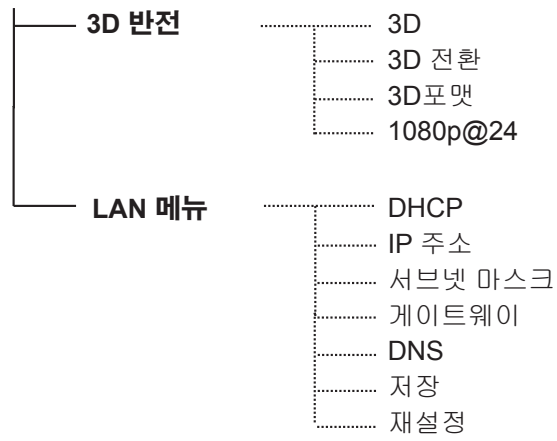 3D 반전 3D
3D 전환
3D포맷
1080p@24
LAN 메뉴 DHCP
IP 주소
서브넷 마스크
게이트웨이
DNS
저장
재설정